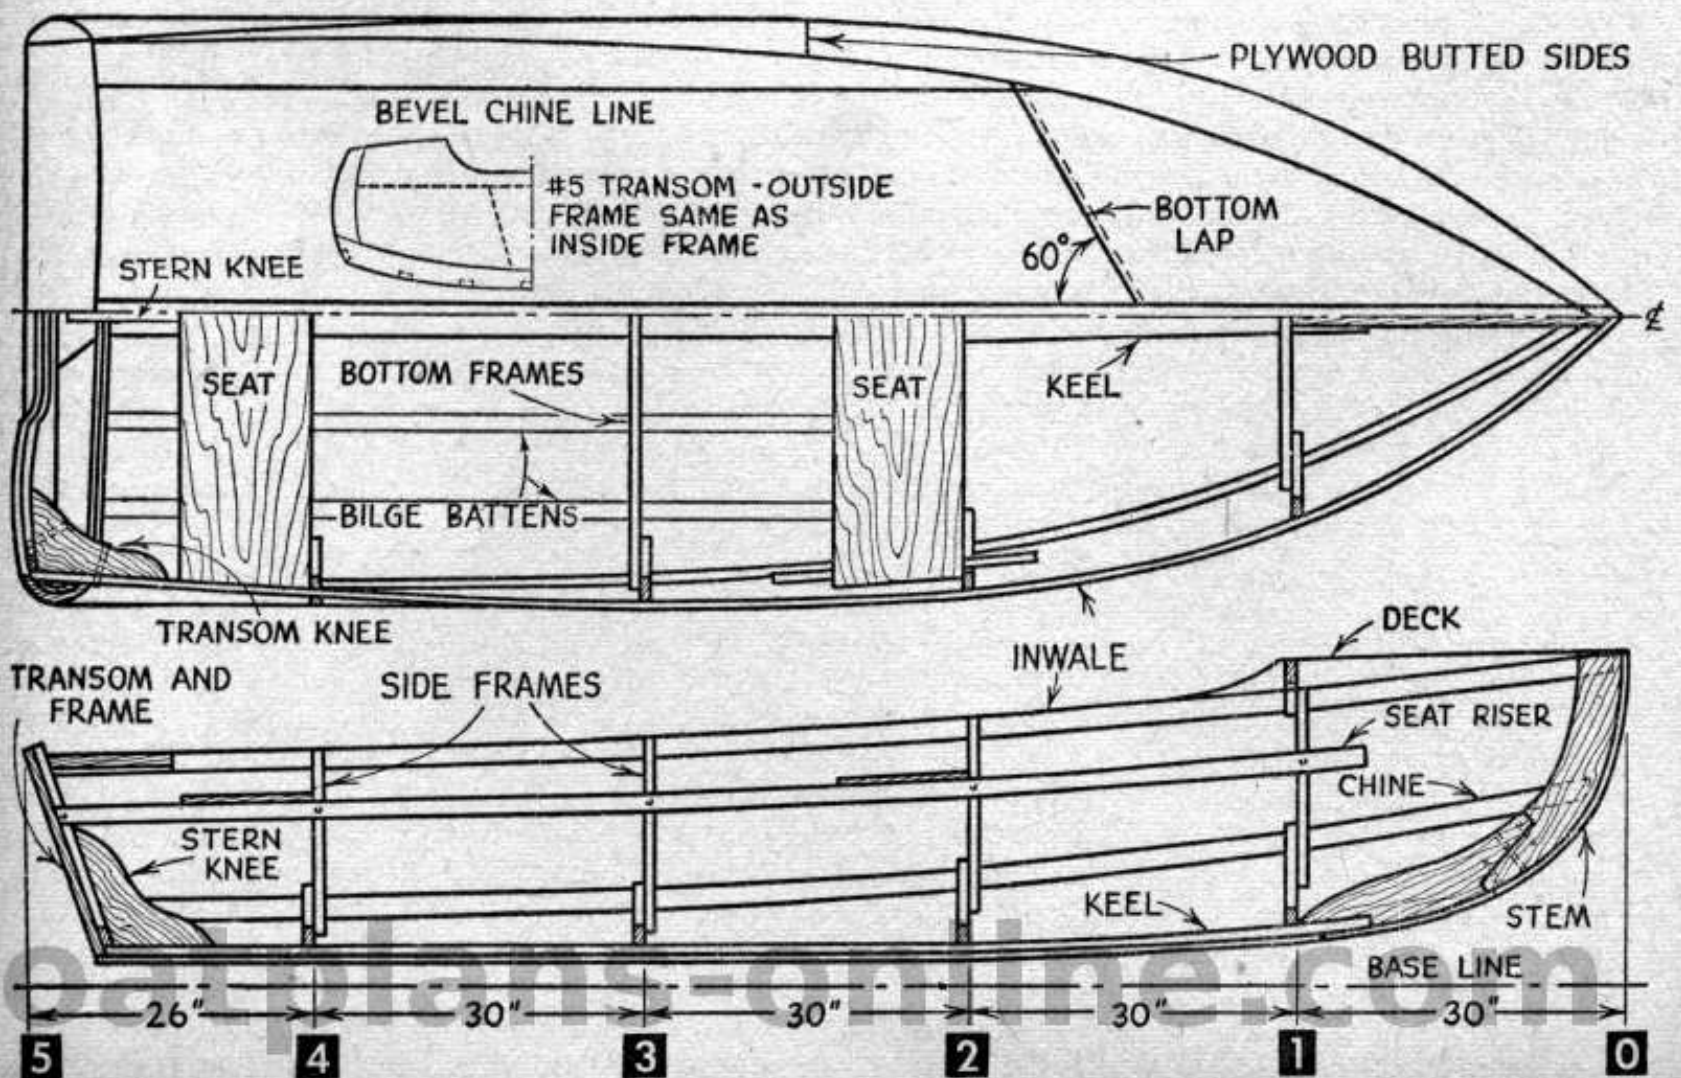 PLYWOOD BUTTED SIDES
BEVEL CHINE LINE
#5 TRANSOM - OUTSIDE
FRAME SAME AS
INSIDE FRAME
BOTTOM
LAP
60°
STERN KNEE
℄
SEAT
BOTTOM FRAMES
SEAT
KEEL
BILGE BATTENS
TRANSOM KNEE
DECK
INWALE
TRANSOM AND
FRAME
SIDE FRAMES
SEAT RISER
CHINE
STERN
KNEE
KEEL
STEM
BASE LINE
oatplans-online.com
26" 30" 30" 30" 30"
5 4 3 2 1 0